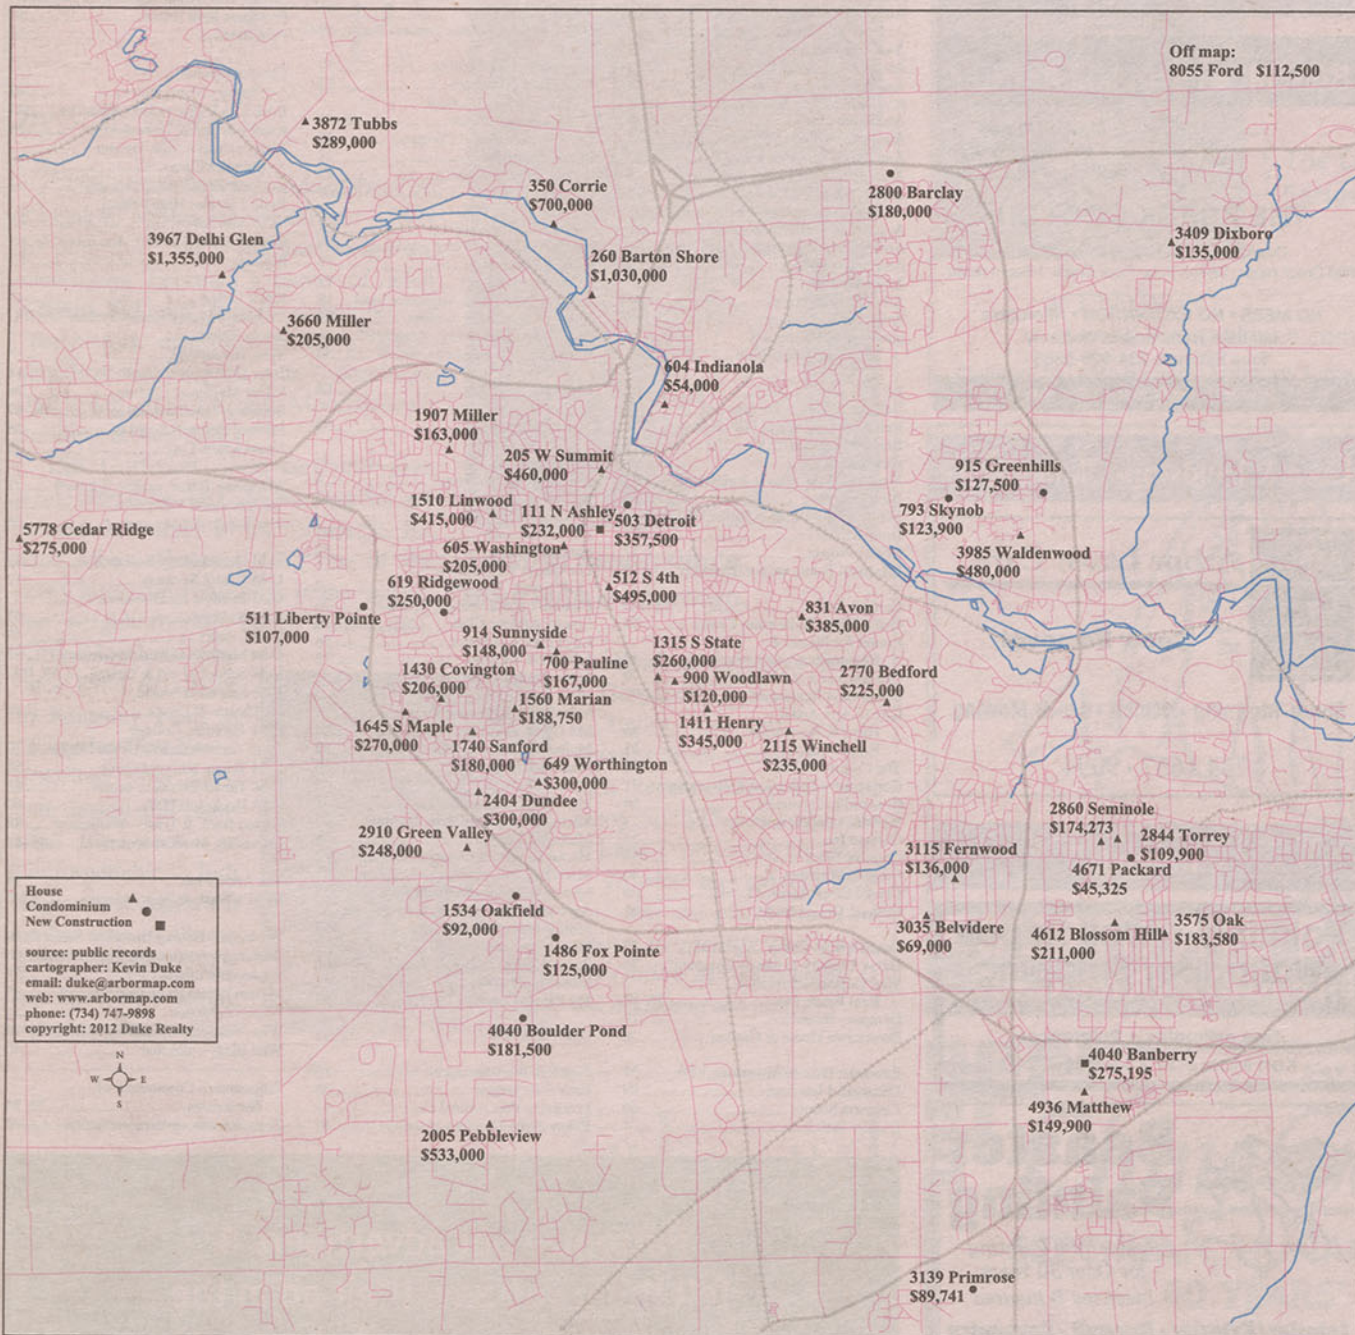 Off map:
8055 Ford $112,500
3872 Tubbs
$289,000
350 Corrie
$700,000
2800 Barclay
$180,000
3967 Delhi Glen
$1,355,000
3409 Dixboro
$135,000
260 Barton Shore
$1,030,000
3660 Miller
$205,000
604 Indianola
$54,000
1907 Miller
$163,000
205 W Summit
$460,000
915 Greenhills
$127,500
1510 Linwood
$415,000
111 N Ashley
$232,000
503 Detroit
$357,500
793 Skynob
$123,900
5778 Cedar Ridge
$275,000
605 Washington
$205,000
3985 Waldenwood
$480,000
619 Ridgewood
$250,000
512 S 4th
$495,000
511 Liberty Pointe
$107,000
831 Avon
$385,000
914 Sunnyside
$148,000
1315 S State
$260,000
700 Pauline
$167,000
1430 Covington
$206,000
900 Woodlawn
$120,000
2770 Bedford
$225,000
1560 Marian
$188,750
1645 S Maple
$270,000
1411 Henry
$345,000
1740 Sanford
$180,000
2115 Winchell
$235,000
649 Worthington
$300,000
2404 Dundee
$300,000
2860 Seminole
$174,273
2910 Green Valley
$248,000
2844 Torrey
$109,900
3115 Fernwood
$136,000
4671 Packard
$45,325
1534 Oakfield
$92,000
3035 Belvidere
$69,000
4612 Blossom Hill
$211,000
3575 Oak
$183,580
1486 Fox Pointe
$125,000
4040 Boulder Pond
$181,500
4040 Banberry
$275,195
4936 Matthew
$149,900
2005 Pebbleview
$533,000
3139 Primrose
$89,741
House
Condominium
New Construction
source: public records
cartographer: Kevin Duke
email: duke@arbormap.com
web: www.arbormap.com
phone: (734) 747-9898
copyright: 2012 Duke Realty
N
W E
S